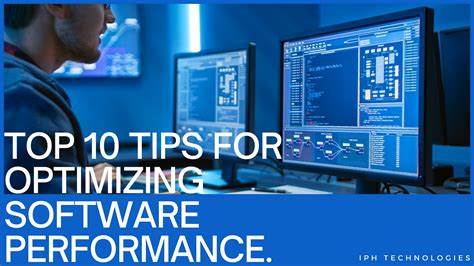 TOP 10 TIPS FOR
OPTIMIZING
SOFTWARE
PERFORMANCE.
IPH TECHNOLOGIES